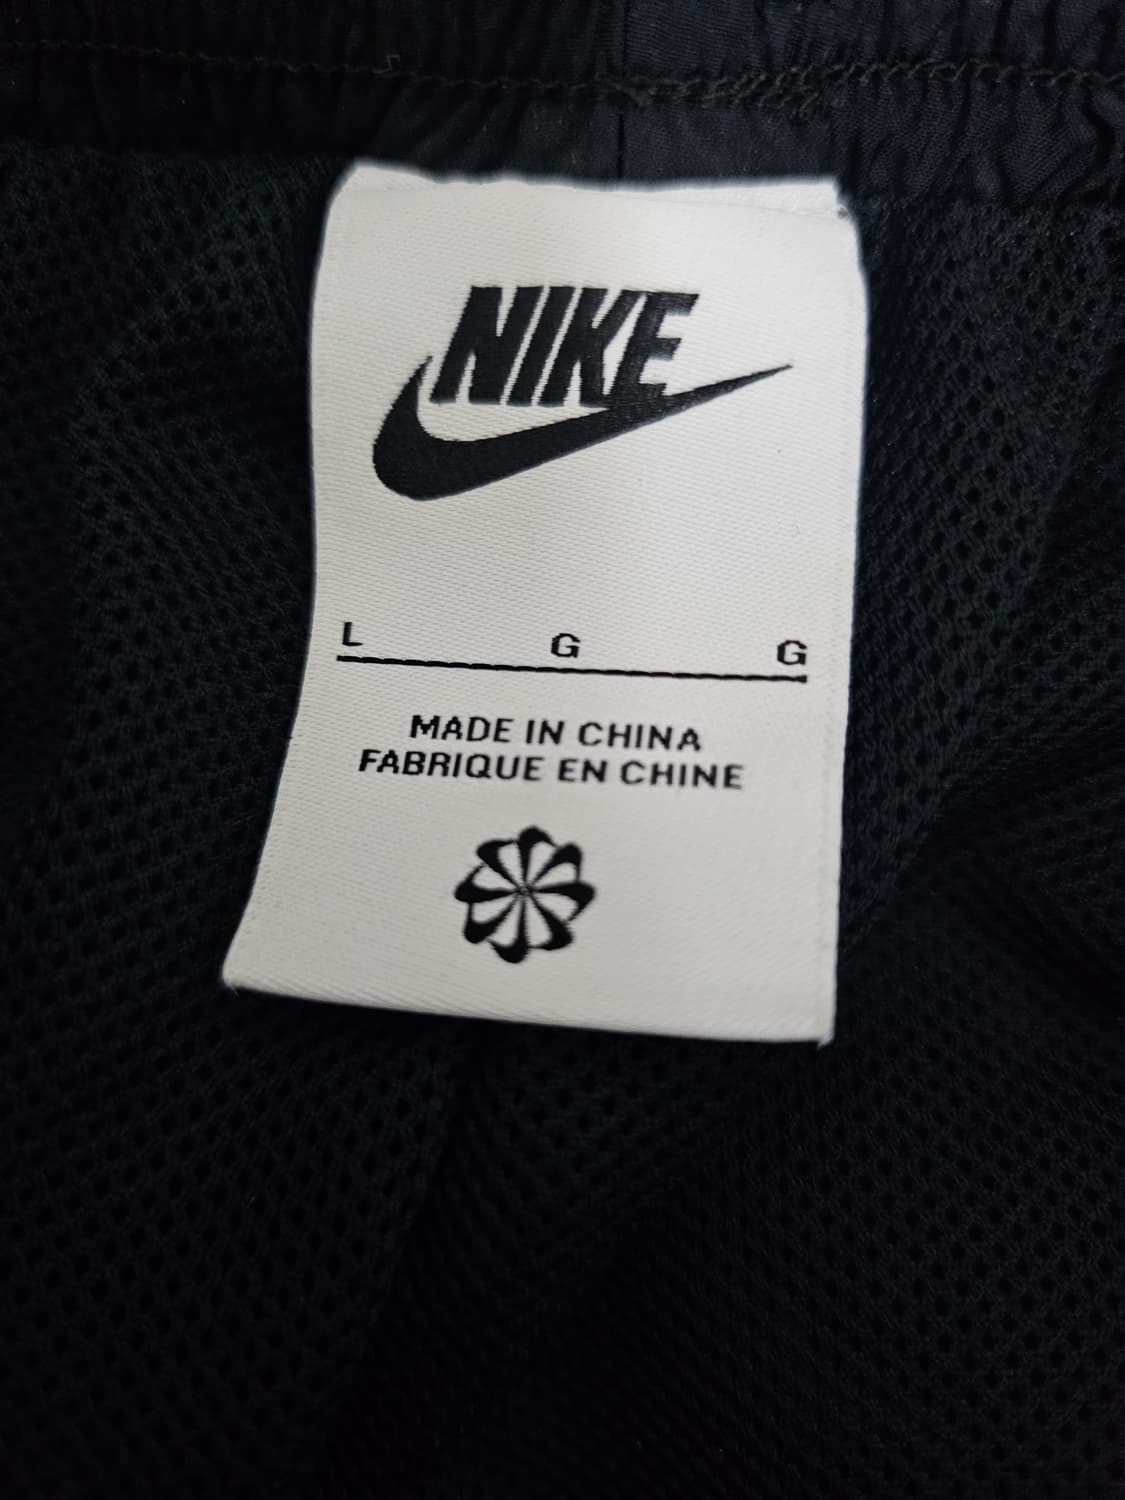 NIKE
L G G
MADE IN CHINA
FABRIQUE EN CHINE